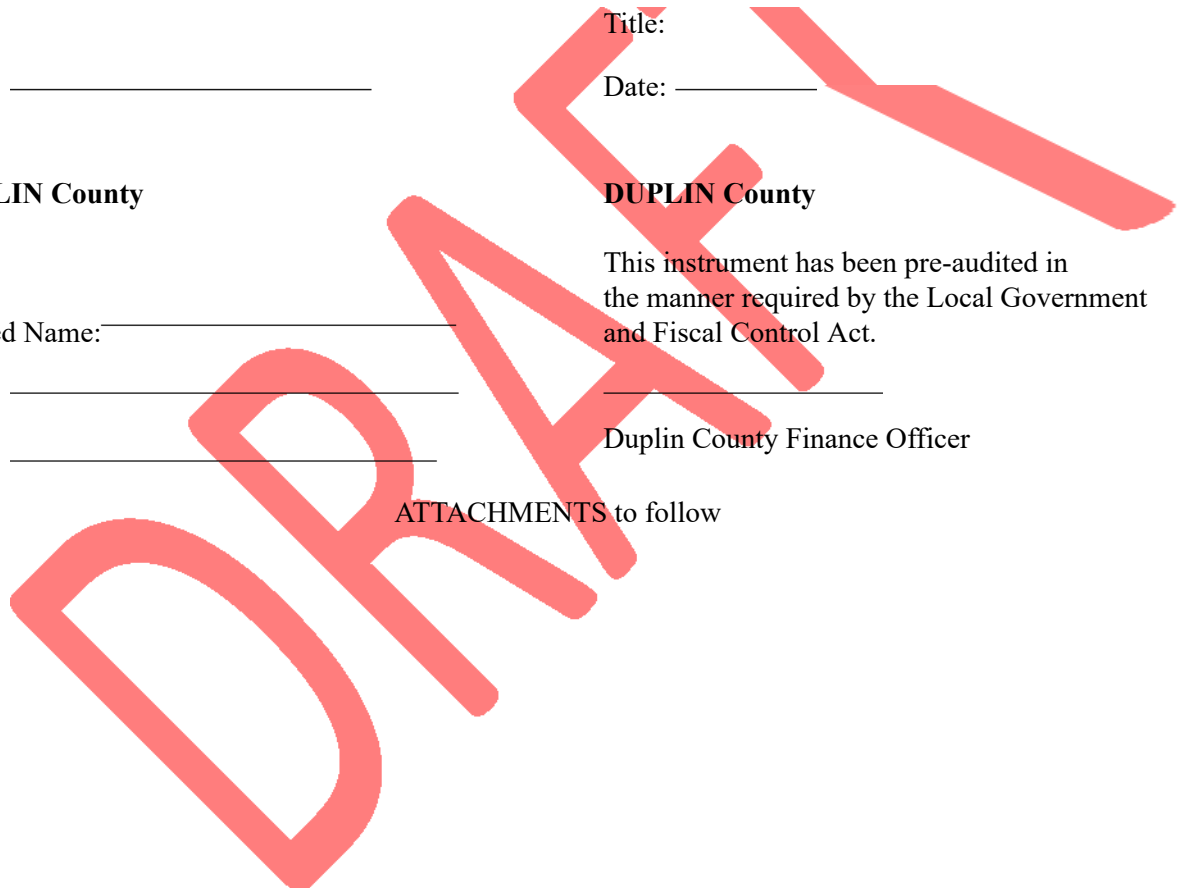 Title:
Date:
LIN County
DUPLIN County
This instrument has been pre-audited in
the manner required by the Local Government
ed Name:
and Fiscal Control Act.
Duplin County Finance Officer
ATTACHMENTS to follow
DRAFT